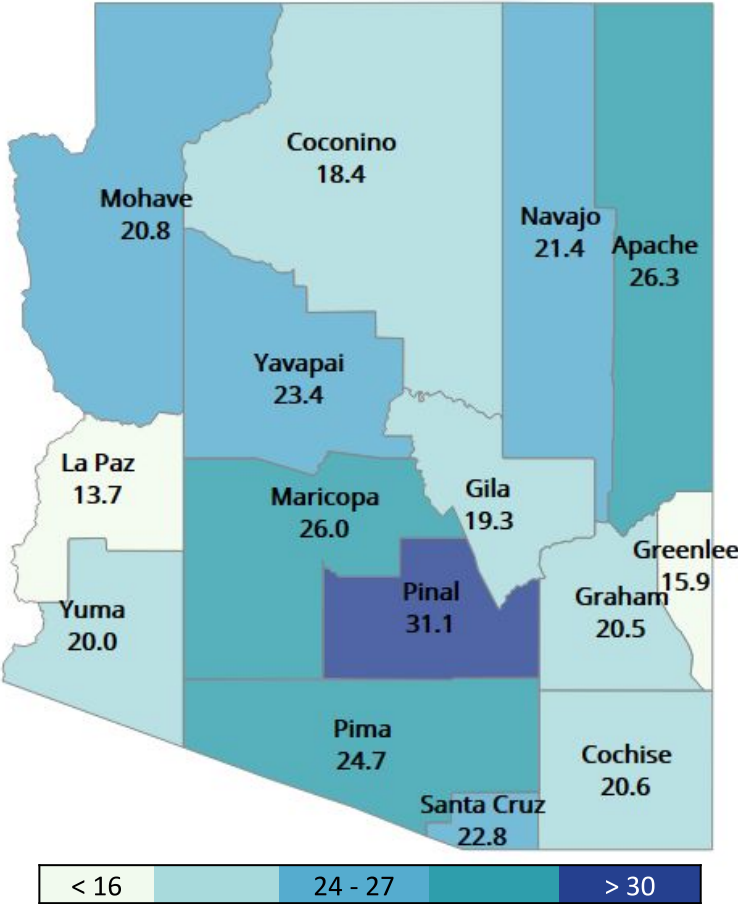 Coconino
18.4
Mohave
20.8
Navajo
21.4
Apache
26.3
Yavapai
23.4
La Paz
13.7
Maricopa
26.0
Gila
19.3
Greenlee
15.9
Pinal
31.1
Graham
20.5
Yuma
20.0
Pima
24.7
Cochise
20.6
Santa Cruz
22.8
< 16 24 - 27 > 30